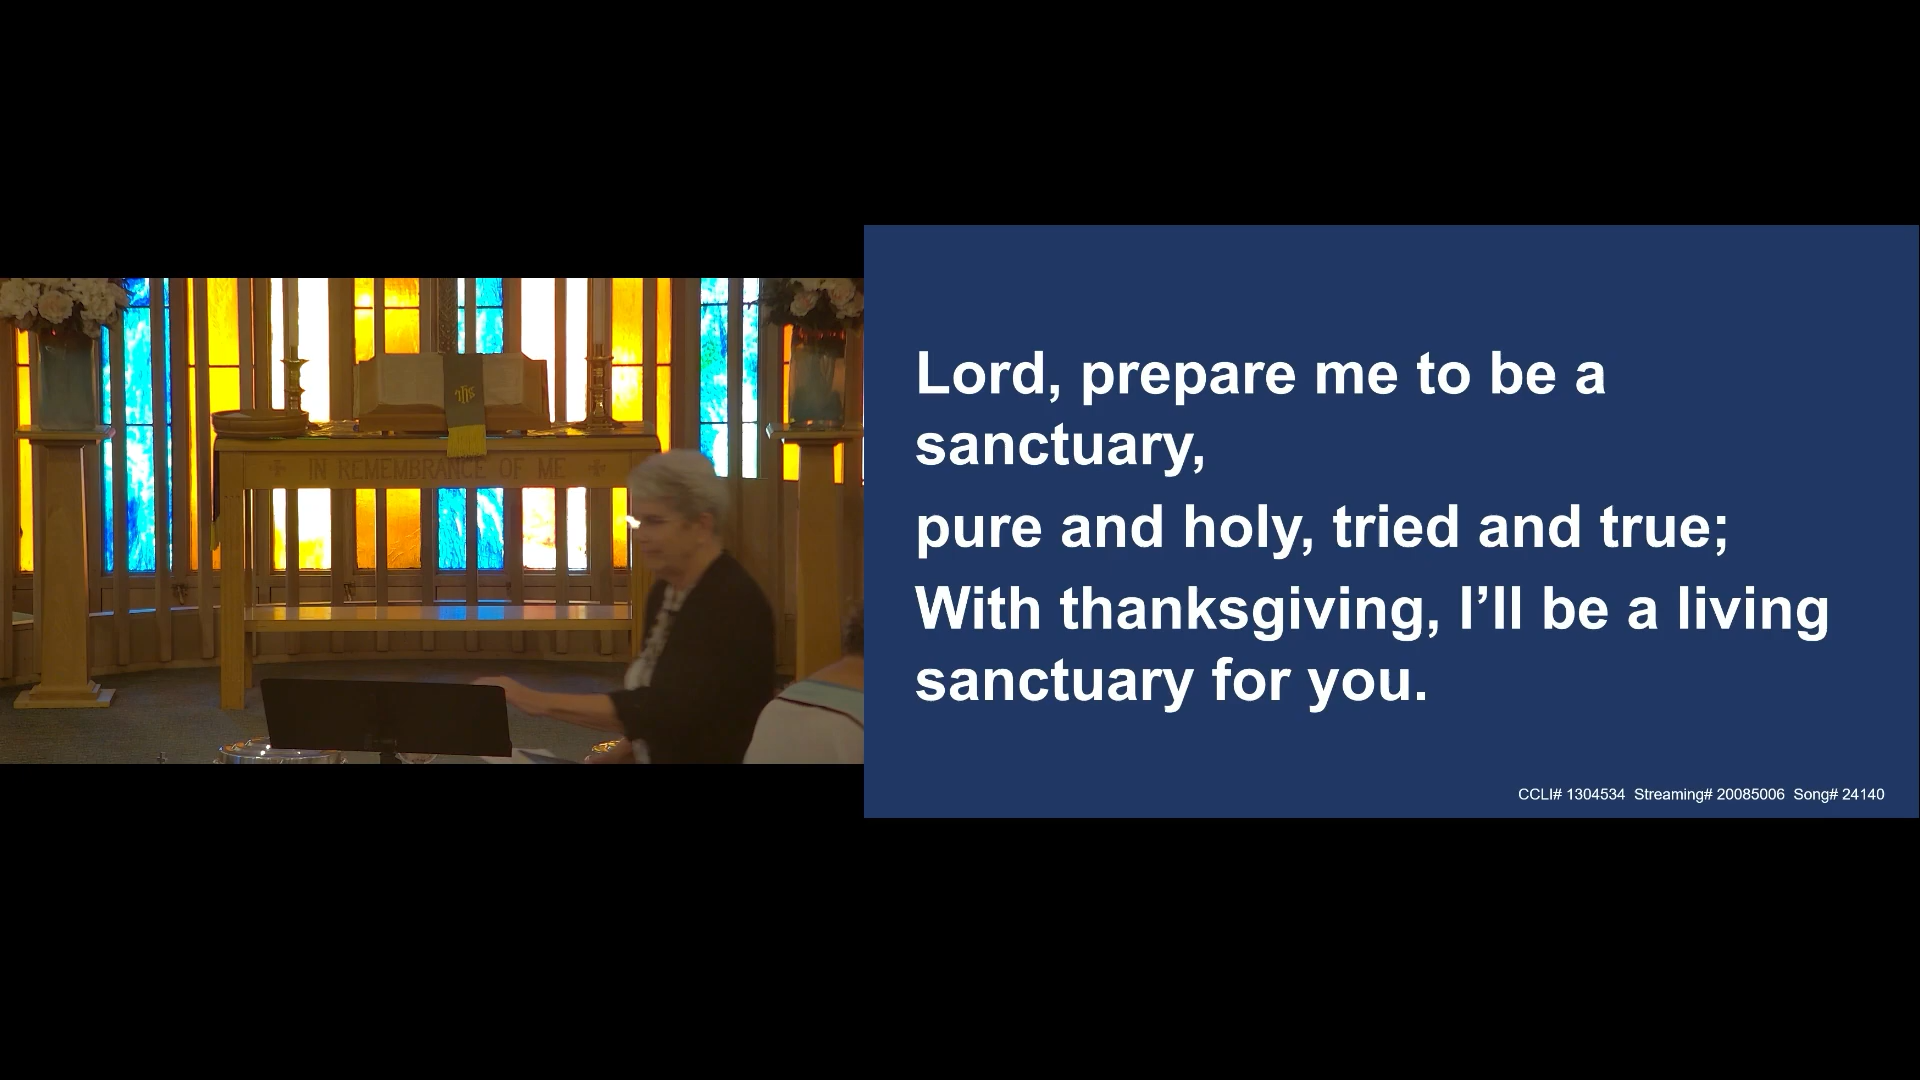 IHS
IN REMEMBRANCE OF ME
Lord, prepare me to be a
sanctuary,
pure and holy, tried and true;
With thanksgiving, I’ll be a living
sanctuary for you.
CCLI# 1304534 Streaming# 20085006 Song# 24140